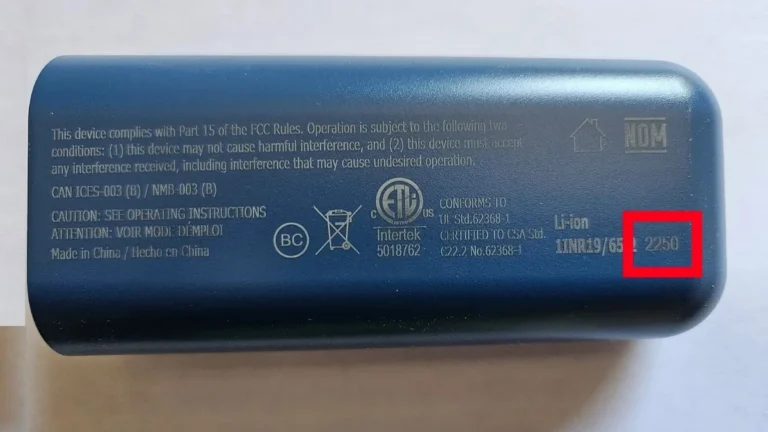 This device complies with Part 15 of the FCC Rules. Operation is subject to the following two
conditions: (1) this device may not cause harmful interference, and (2) this device must accept
any interference received, including interference that may cause undesired operation.
CAN ICES-003 (B) / NMB-003 (B)
CAUTION: SEE OPERATING INSTRUCTIONS
ATTENTION: VOIR MODE D'EMPLOI
Made in China / Hecho en China
BC
C ETL US
Intertek
5018762
CONFORMS TO
UL Std.62368-1
CERTIFIED TO CSA Std.
C22.2 No.62368-1
NOM
Li-ion
1INR19/65-2 2250